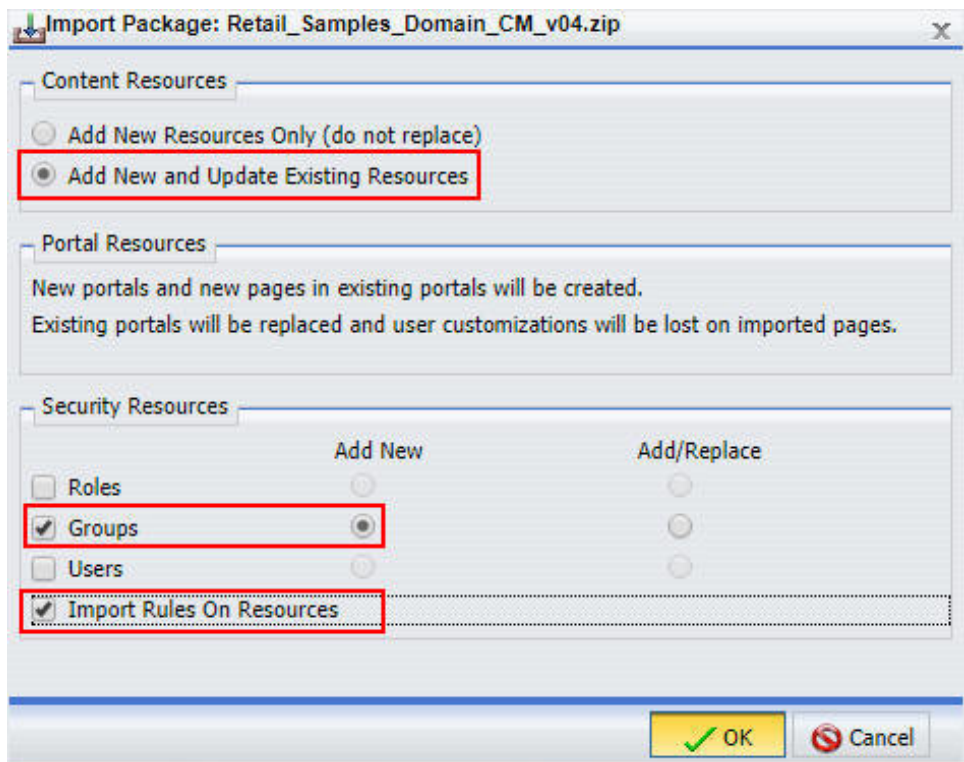 Import Package: Retail_Samples_Domain_CM_v04.zip
Content Resources
Add New Resources Only (do not replace)
Add New and Update Existing Resources
Portal Resources
New portals and new pages in existing portals will be created.
Existing portals will be replaced and user customizations will be lost on imported pages.
Security Resources
Add New Add/Replace
Roles
Groups
Users
Import Rules On Resources
OK Cancel